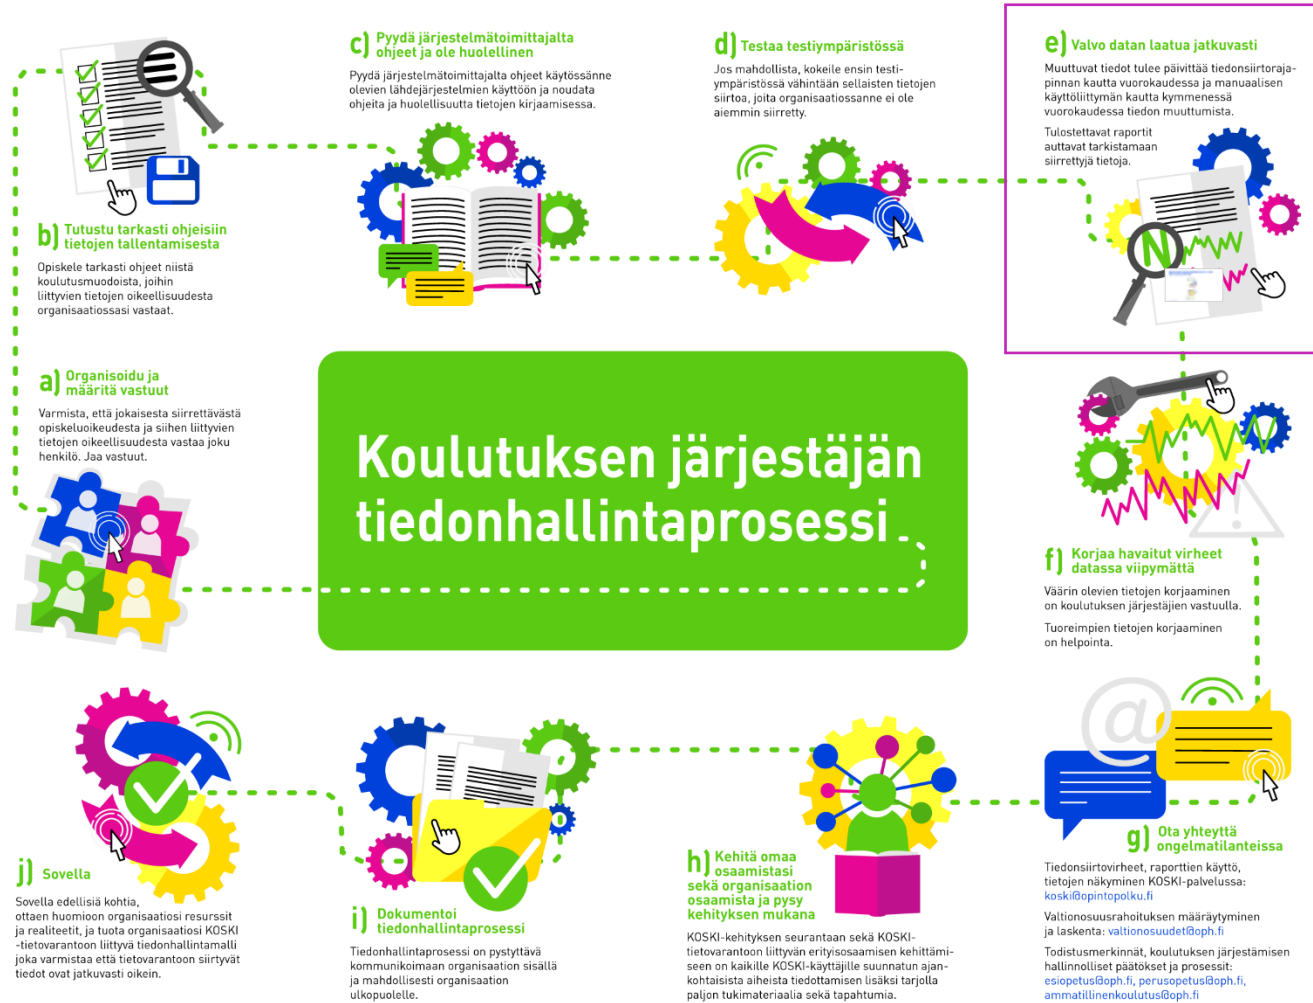 Koulutuksen järjestäjän
tiedonhallintaprosessi
a) Organisoidu ja
määritä vastuut
Varmista, että jokaisesta siirrettävästä
opiskeluoikeudesta ja siihen liittyvien
tietojen oikeellisuudesta vastaa joku
henkilö. Jaa vastuut.
b) Tutustu tarkasti ohjeisiin
tietojen tallentamisesta
Opiskele tarkasti ohjeet niistä
koulutusmuodoista, joihin
liittyvien tietojen oikeellisuudesta
organisaatiossasi vastaat.
c) Pyydä järjestelmätoimittajalta
ohjeet ja ole huolellinen
Pyydä järjestelmätoimittajalta ohjeet käytössänne
olevien lähdejärjestelmien käyttöön ja noudata
ohjeita ja huolellisuutta tietojen kirjaamisessa.
d) Testaa testiympäristössä
Jos mahdollista, kokeile ensin testi-
ympäristössä vähintään sellaisten tietojen
siirtoa, joita organisaatiossanne ei ole
aiemmin siirretty.
e) Valvo datan laatua jatkuvasti
Muuttuvat tiedot tulee päivittää tiedonsiirtoraja-
pinnan kautta vuorokaudessa ja manuaalisen
käyttöliittymän kautta kymmenessä
vuorokaudessa tiedon muuttumista.
Tulostettavat raportit
auttavat tarkistamaan
siirrettyjä tietoja.
N
f) Korjaa havaitut virheet
datassa viipymättä
Väärin olevien tietojen korjaaminen
on koulutuksen järjestäjien vastuulla.
Tuoreimpien tietojen korjaaminen
on helpointa.
@
g) Ota yhteyttä
ongelmatilanteissa
Tiedonsiirtovirheet, raporttien käyttö,
tietojen näkyminen KOSKI-palvelussa:
koski@opintopolku.fi
Valtionosuusrahoituksen määräytyminen
ja laskenta: valtionosuudet@oph.fi
Todistusmerkinnät, koulutuksen järjestämisen
hallinnolliset päätökset ja prosessit:
esiopetus@oph.fi, perusopetus@oph.fi,
ammatillinenkoulutus@oph.fi
h) Kehitä omaa
osaamistasi
sekä organisaation
osaamista ja pysy
kehityksen mukana
KOSKI-kehityksen seurantaan sekä KOSKI-
tietovarantoon liittyvän erityisosaamisen kehittämi-
seen on kaikille KOSKI-käyttäjille suunnatun ajan-
kohtaisista aiheista tiedottamisen lisäksi tarjolla
paljon tukimateriaalia sekä tapahtumia.
i) Dokumentoi
tiedonhallintaprosessi
Tiedonhallintaprosessi on pystyttävä
kommunikoimaan organisaation sisällä
ja mahdollisesti organisaation
ulkopuolelle.
j) Sovella
Sovella edellisiä kohtia,
ottaen huomioon organisaatiosi resurssit
ja realiteetit, ja tuota organisaatiosi KOSKI
-tietovarantoon liittyvä tiedonhallintamalli
joka varmistaa että tietovarantoon siirtyvät
tiedot ovat jatkuvasti oikein.